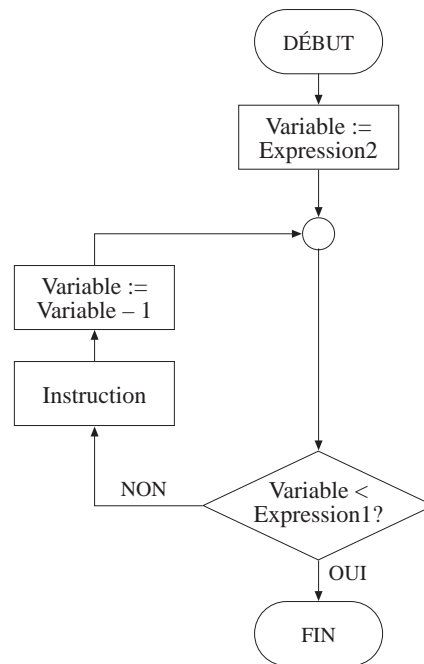 DÉBUT
Variable :=
Expression2
Variable :=
Variable – 1
Instruction
NON
Variable <
Expression1?
OUI
FIN